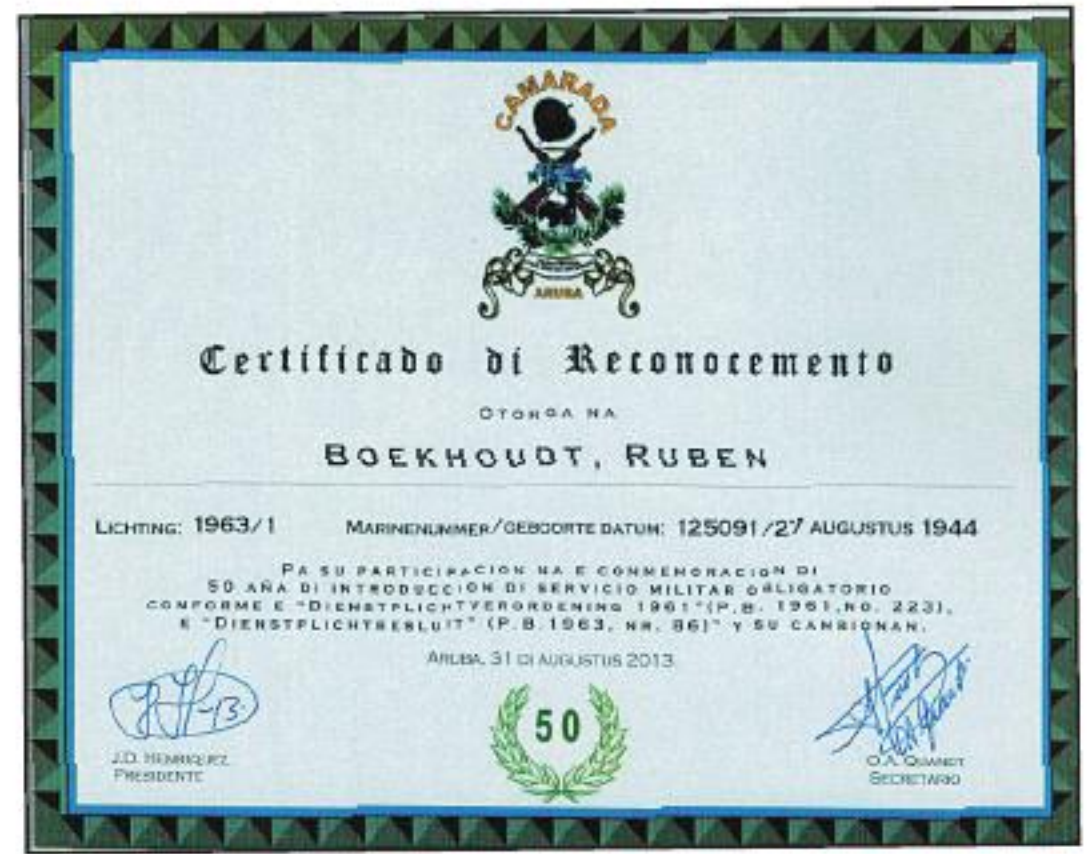 CAMARADA
ARUBA
Certificado di Reconocemento
OTORGA NA
BOEKHOUDT, RUBEN
LICHTING: 1963/1 MARINENUMMER/GEBOORTE DATUM: 125091/27 AUGUSTUS 1944
PA SU PARTICIPACION NA E CONMEMORACION DI
50 AÑA DI INTRODUCCION DI SERVICIO MILITAR OBLIGATORIO
CONFORME E "DIENSTPLICHTVERORDENING 1961"(P.B. 1961,NO. 223),
E "DIENSTPLICHTBESLUIT" (P.B.1963, NR. 86)" Y SU CAMBIONAN.
ARUBA, 31 DI AUGUSTUS 2013
50
J.D. HENRIQUEZ
PRESIDENTE
O.A. QUANDT
SECRETARIO